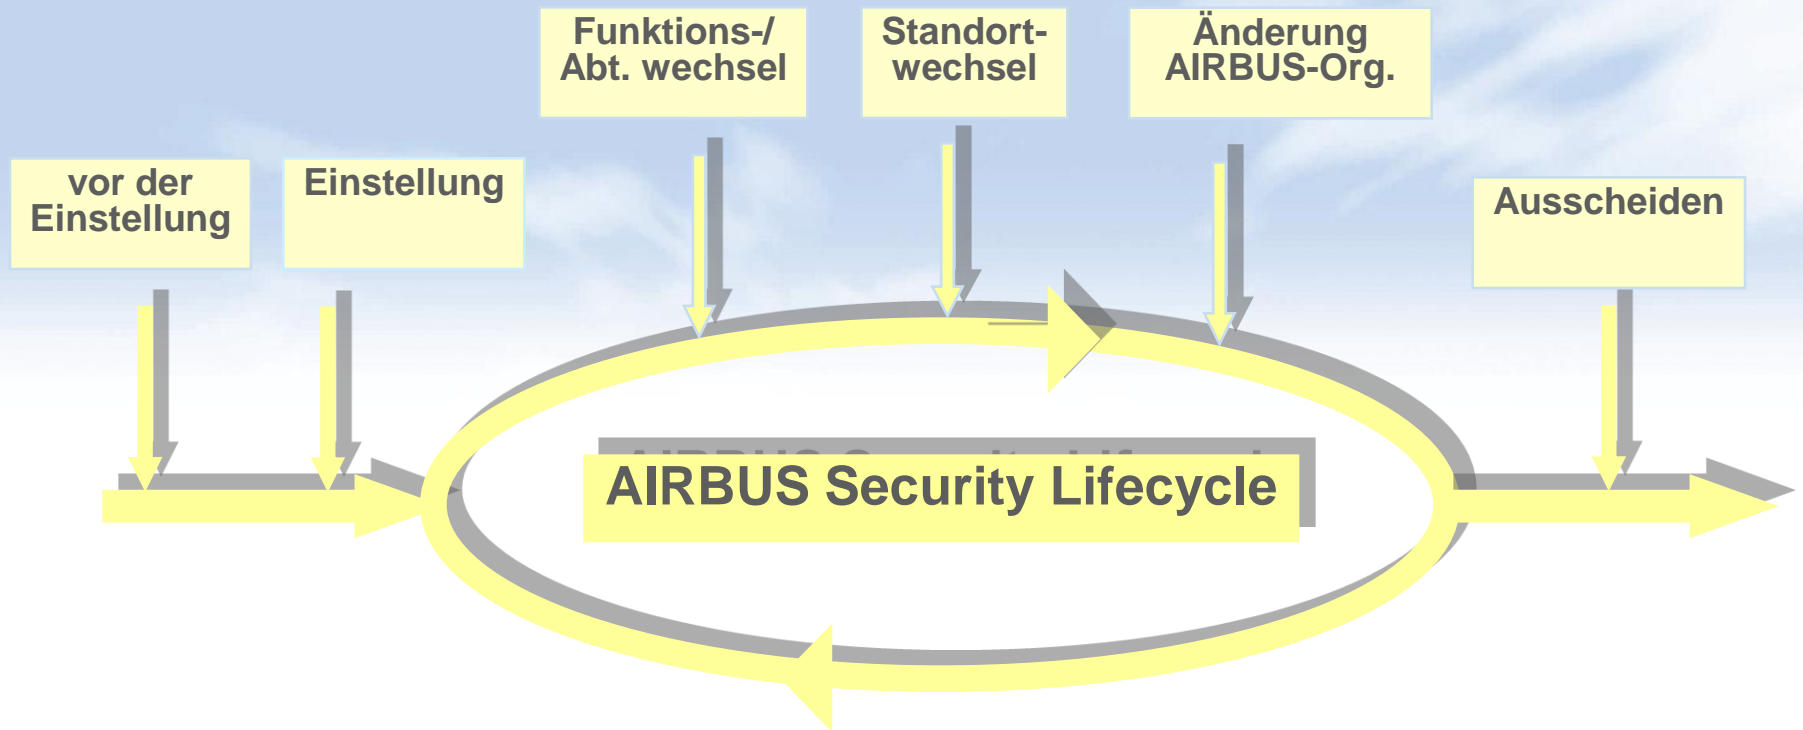 vor der
Einstellung
Einstellung
Funktions-/
Abt. wechsel
Standort-
wechsel
Änderung
AIRBUS-Org.
Ausscheiden
AIRBUS Security Lifecycle